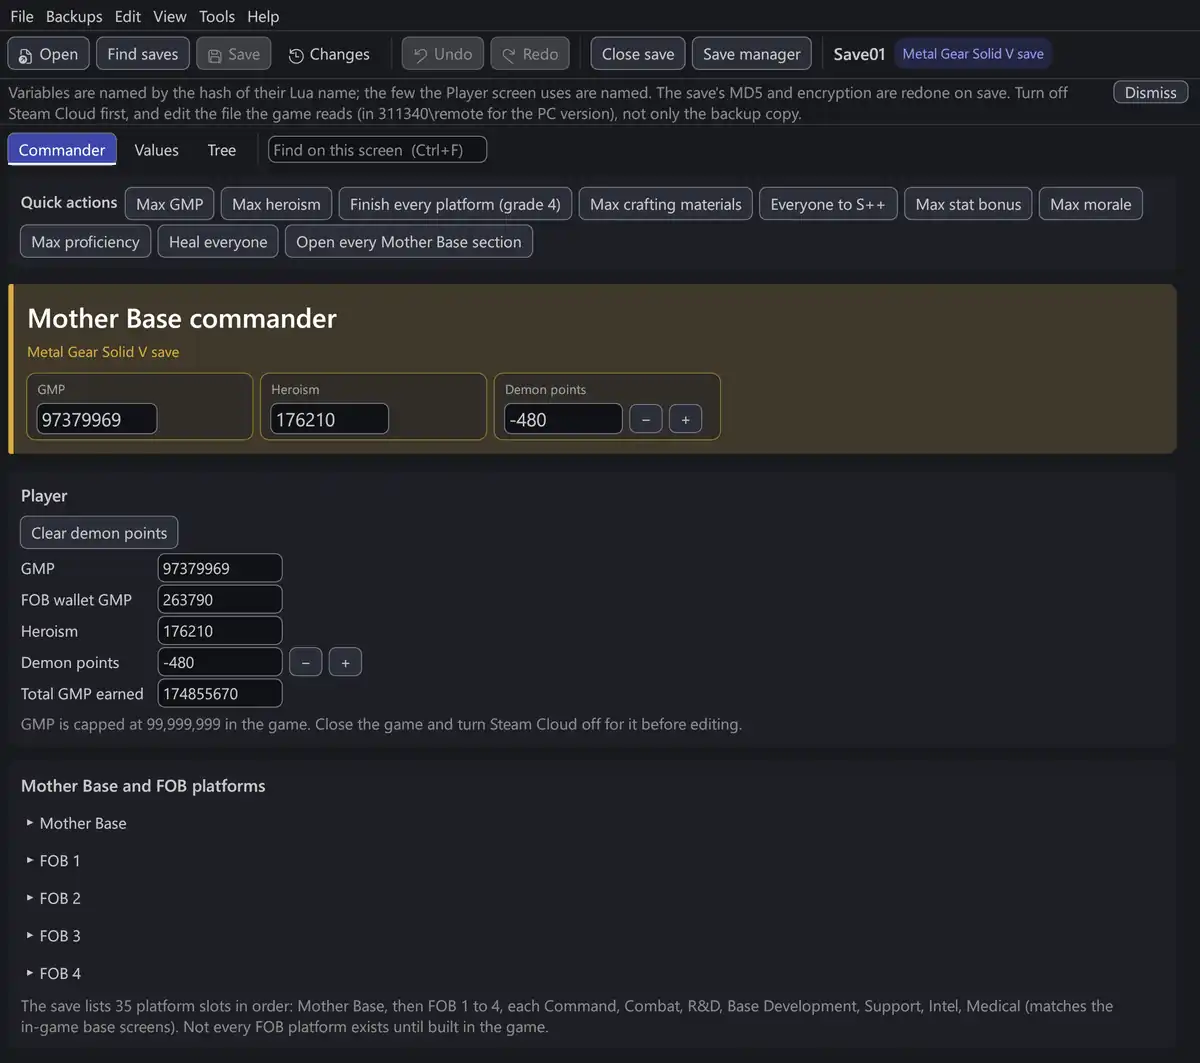 File Backups Edit View Tools Help
Open Find saves Save Changes Undo Redo Close save Save manager Save01 Metal Gear Solid V save
Variables are named by the hash of their Lua name; the few the Player screen uses are named. The save's MD5 and encryption are redone on save. Turn off
Steam Cloud first, and edit the file the game reads (in 311340\remote for the PC version), not only the backup copy.
Dismiss
Commander Values Tree Find on this screen (Ctrl+F)
Quick actions Max GMP Max heroism Finish every platform (grade 4) Max crafting materials Everyone to S++ Max stat bonus Max morale
Max proficiency Heal everyone Open every Mother Base section
Mother Base commander
Metal Gear Solid V save
GMP Heroism Demon points
97379969 176210 -480 − +
Player
Clear demon points
GMP 97379969
FOB wallet GMP 263790
Heroism 176210
Demon points -480 − +
Total GMP earned 174855670
GMP is capped at 99,999,999 in the game. Close the game and turn Steam Cloud off for it before editing.
Mother Base and FOB platforms
Mother Base
FOB 1
FOB 2
FOB 3
FOB 4
The save lists 35 platform slots in order: Mother Base, then FOB 1 to 4, each Command, Combat, R&D, Base Development, Support, Intel, Medical (matches the
in-game base screens). Not every FOB platform exists until built in the game.